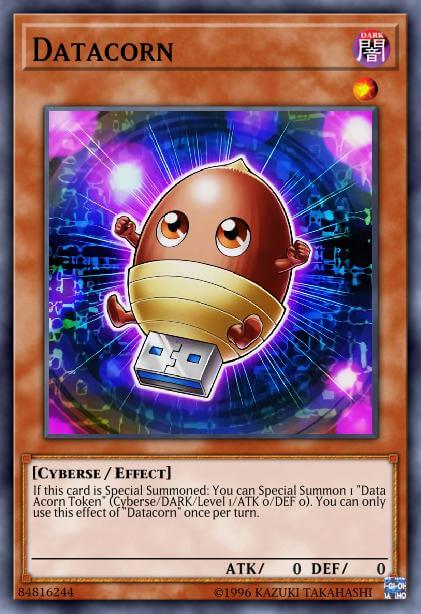 DATACORN
DARK
闇
[CYBERSE / EFFECT]
If this card is Special Summoned: You can Special Summon 1 "Data
Acorn Token" (Cyberse/DARK/Level 1/ATK 0/DEF 0). You can only
use this effect of "Datacorn" once per turn.
ATK/ 0 DEF/ 0
84816244
©1996 KAZUKI TAKAHASHI